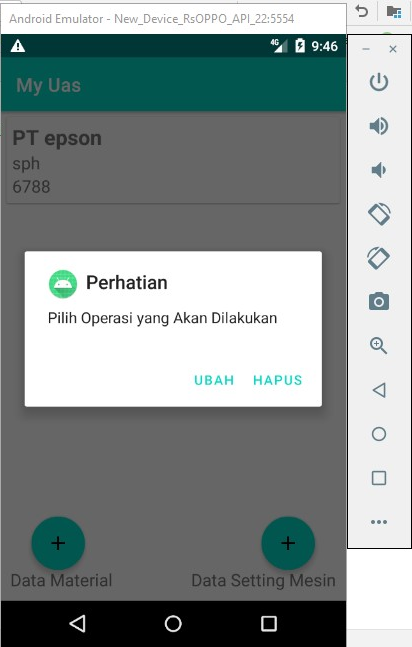 Android Emulator - New_Device_RsOPPO_API_22:5554
4G 9:46
My Uas
PT epson
sph
6788
Perhatian
Pilih Operasi yang Akan Dilakukan
UBAH HAPUS
+ +
Data Material Data Setting Mesin